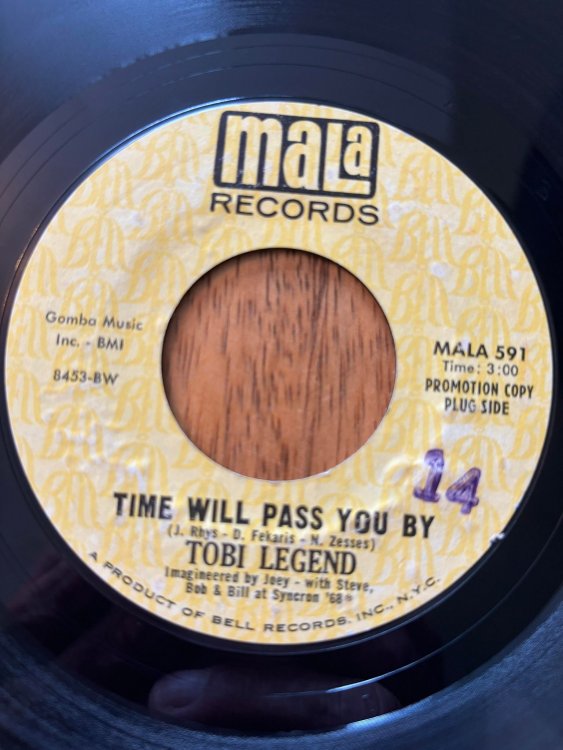 maLa
RECORDS
Gomba Music
Inc. - BMI
8453-BW
MALA 591
Time: 3:00
PROMOTION COPY
PLUG SIDE
14
TIME WILL PASS YOU BY
(J. Rhys - D. Fekaris - N. Zesses)
TOBI LEGEND
Imagineered by Joey - with Steve,
Bob & Bill at Syncron '68
A PRODUCT OF BELL RECORDS, INC., N.Y.C.